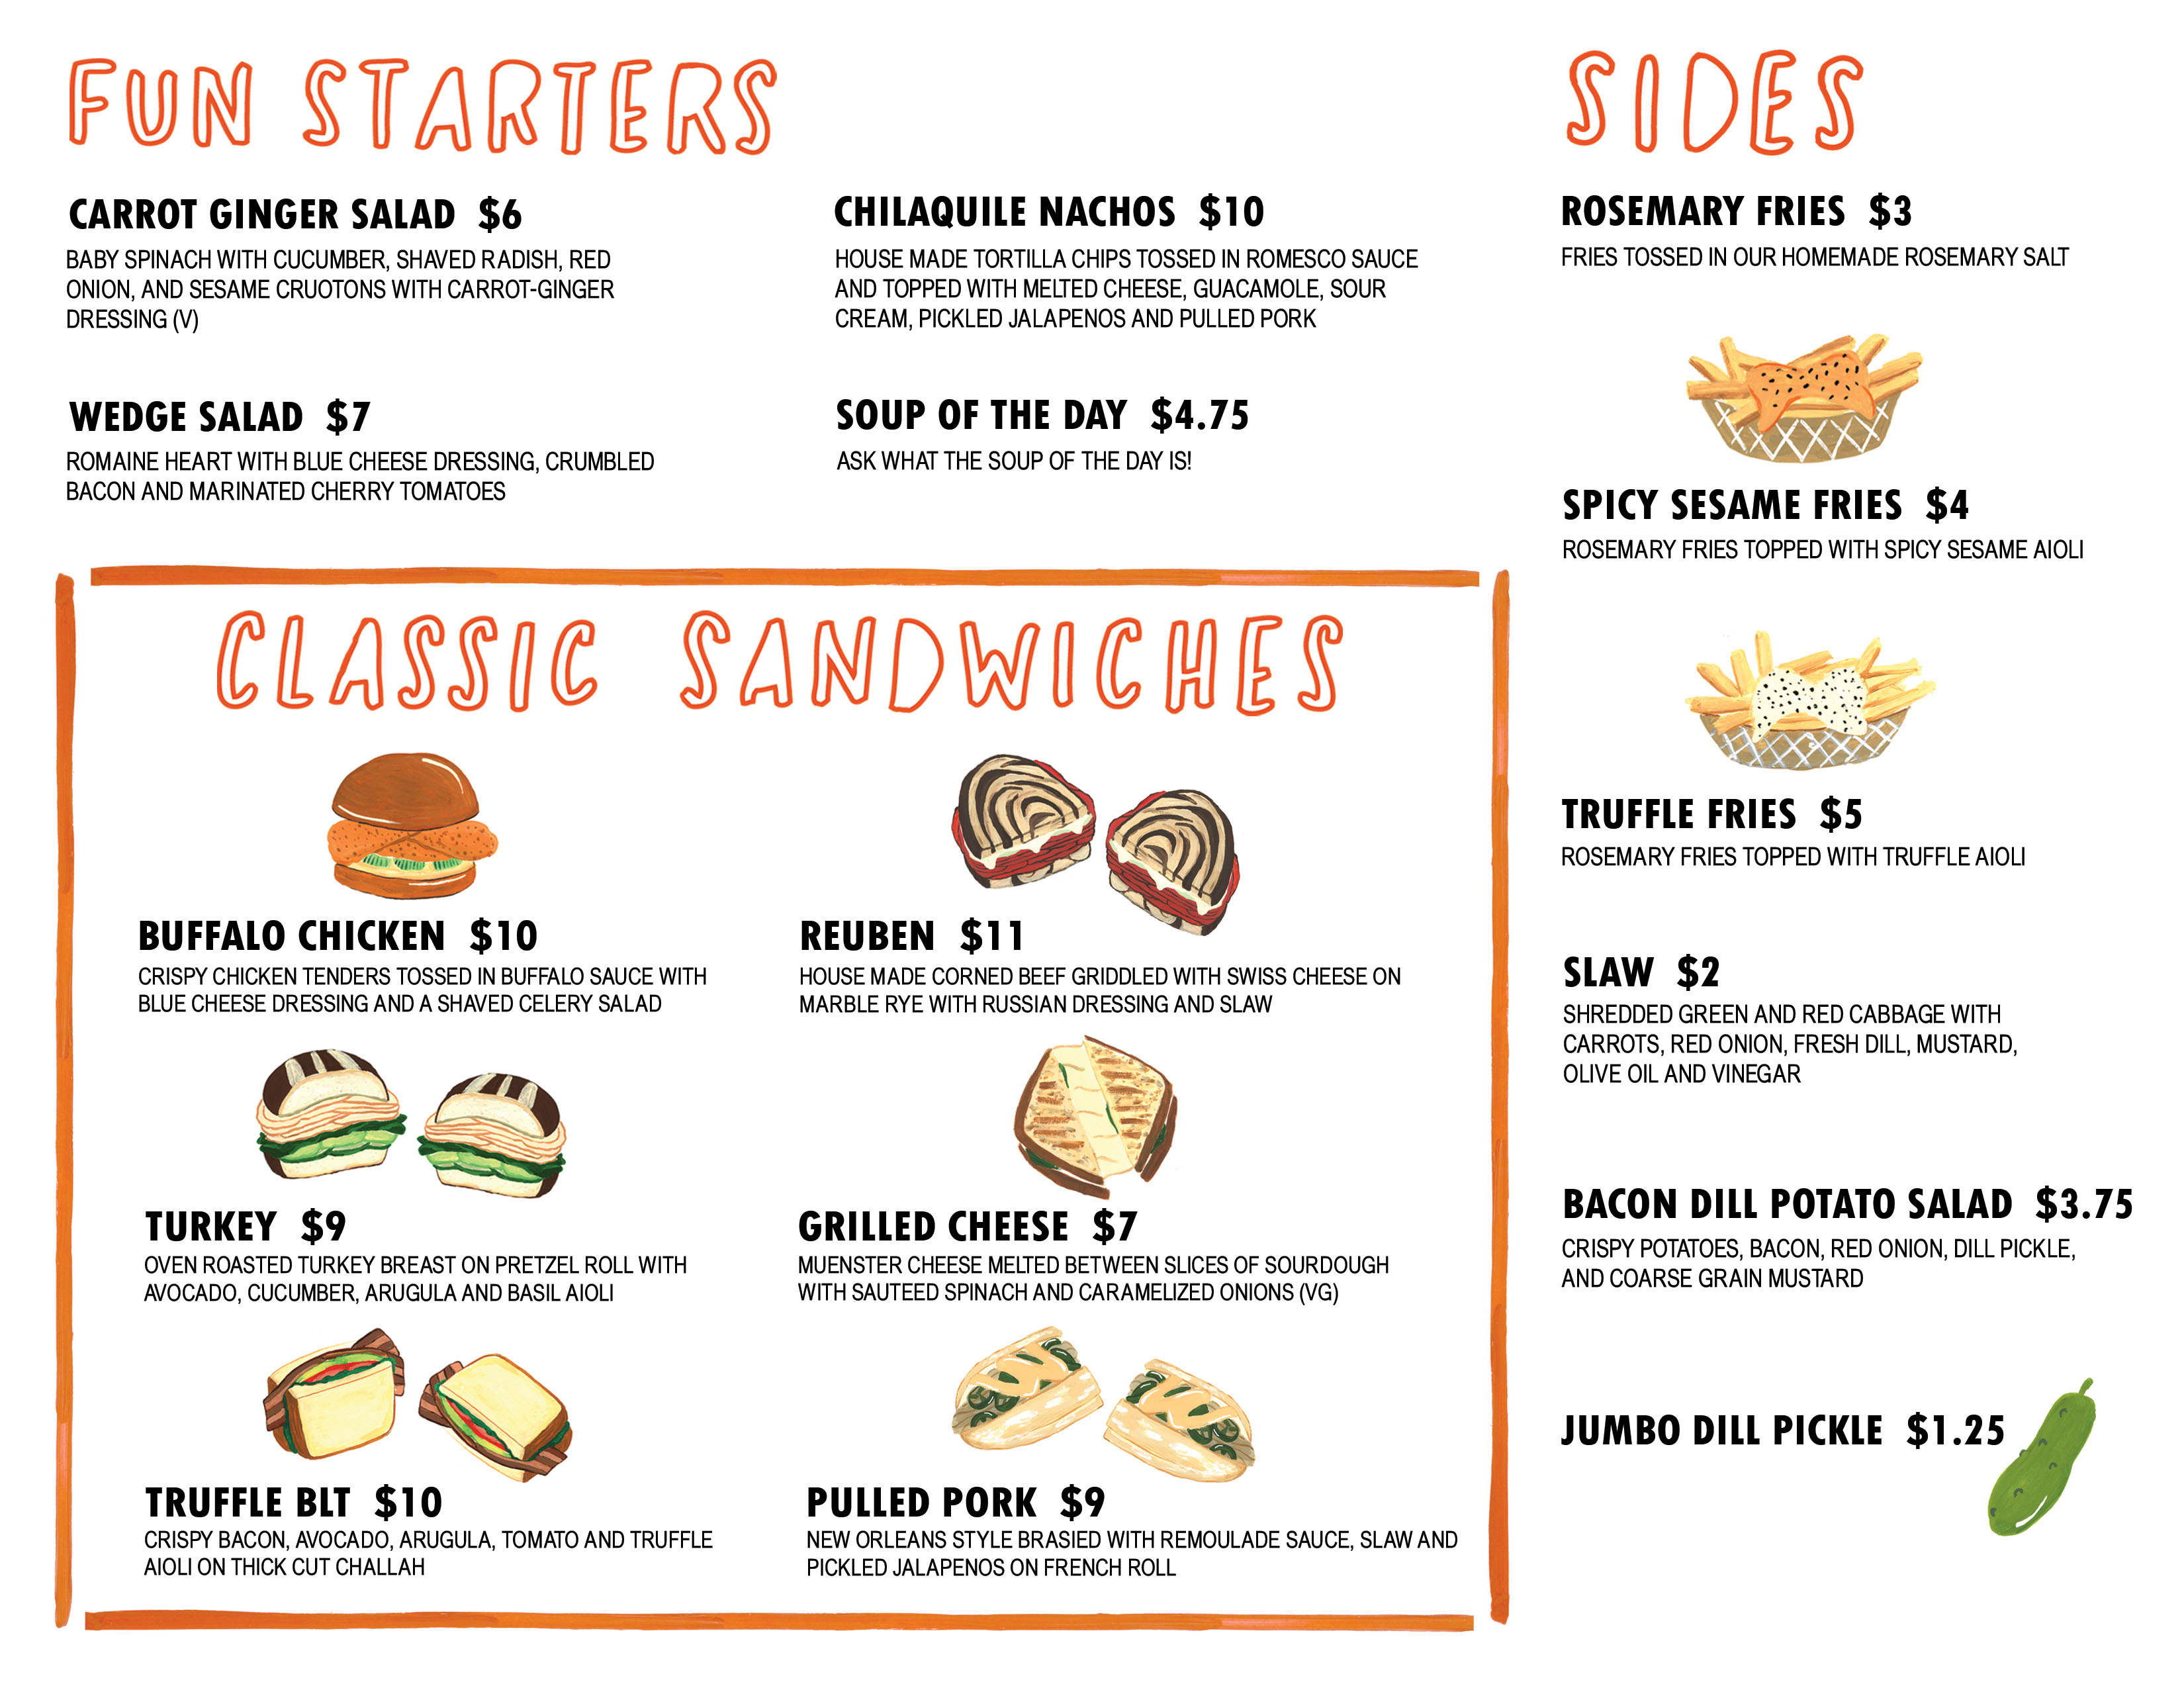 FUN STARTERS
CARROT GINGER SALAD $6
BABY SPINACH WITH CUCUMBER, SHAVED RADISH, RED
ONION, AND SESAME CRUOTONS WITH CARROT-GINGER
DRESSING (V)
WEDGE SALAD $7
ROMAINE HEART WITH BLUE CHEESE DRESSING, CRUMBLED
BACON AND MARINATED CHERRY TOMATOES
CHILAQUILE NACHOS $10
HOUSE MADE TORTILLA CHIPS TOSSED IN ROMESCO SAUCE
AND TOPPED WITH MELTED CHEESE, GUACAMOLE, SOUR
CREAM, PICKLED JALAPENOS AND PULLED PORK
SOUP OF THE DAY $4.75
ASK WHAT THE SOUP OF THE DAY IS!
CLASSIC SANDWICHES
BUFFALO CHICKEN $10
CRISPY CHICKEN TENDERS TOSSED IN BUFFALO SAUCE WITH
BLUE CHEESE DRESSING AND A SHAVED CELERY SALAD
TURKEY $9
OVEN ROASTED TURKEY BREAST ON PRETZEL ROLL WITH
AVOCADO, CUCUMBER, ARUGULA AND BASIL AIOLI
TRUFFLE BLT $10
CRISPY BACON, AVOCADO, ARUGULA, TOMATO AND TRUFFLE
AIOLI ON THICK CUT CHALLAH
REUBEN $11
HOUSE MADE CORNED BEEF GRIDDLED WITH SWISS CHEESE ON
MARBLE RYE WITH RUSSIAN DRESSING AND SLAW
GRILLED CHEESE $7
MUENSTER CHEESE MELTED BETWEEN SLICES OF SOURDOUGH
WITH SAUTEED SPINACH AND CARAMELIZED ONIONS (VG)
PULLED PORK $9
NEW ORLEANS STYLE BRASIED WITH REMOULADE SAUCE, SLAW AND
PICKLED JALAPENOS ON FRENCH ROLL
SIDES
ROSEMARY FRIES $3
FRIES TOSSED IN OUR HOMEMADE ROSEMARY SALT
SPICY SESAME FRIES $4
ROSEMARY FRIES TOPPED WITH SPICY SESAME AIOLI
TRUFFLE FRIES $5
ROSEMARY FRIES TOPPED WITH TRUFFLE AIOLI
SLAW $2
SHREDDED GREEN AND RED CABBAGE WITH
CARROTS, RED ONION, FRESH DILL, MUSTARD,
OLIVE OIL AND VINEGAR
BACON DILL POTATO SALAD $3.75
CRISPY POTATOES, BACON, RED ONION, DILL PICKLE,
AND COARSE GRAIN MUSTARD
JUMBO DILL PICKLE $1.25